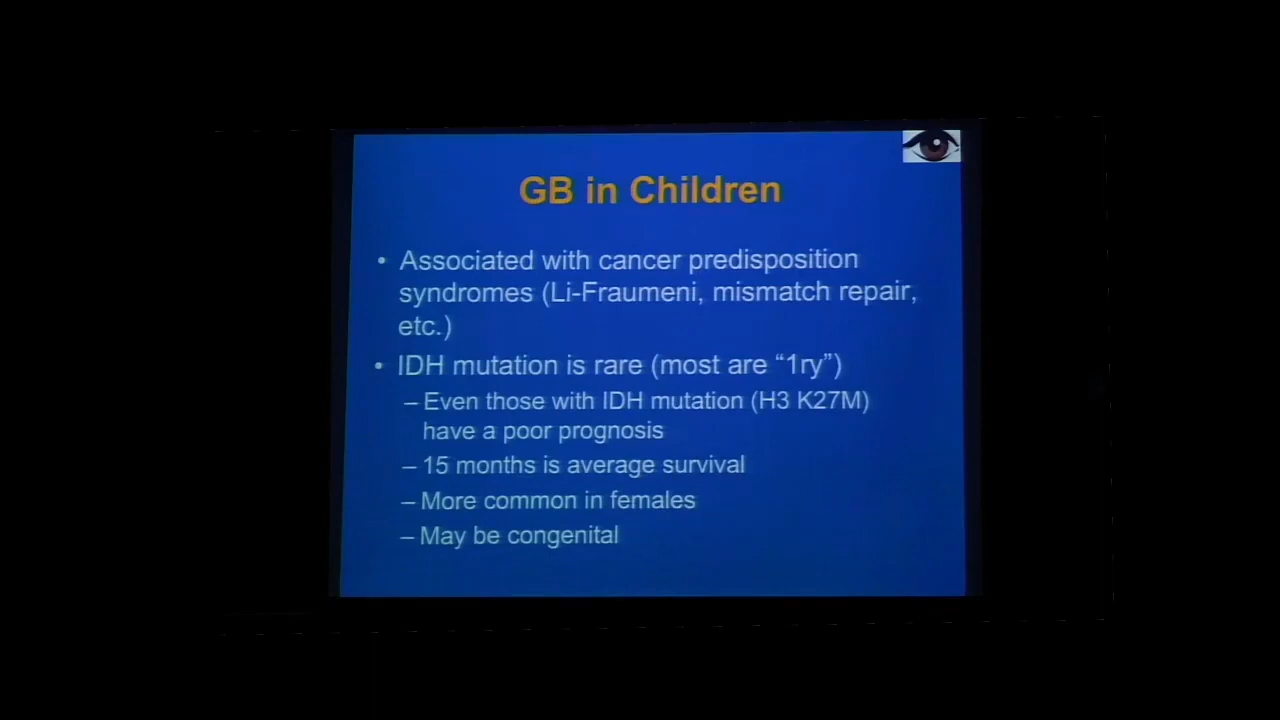 GB in Children
• Associated with cancer predisposition
syndromes (Li-Fraumeni, mismatch repair,
etc.)
• IDH mutation is rare (most are “1ry”)
– Even those with IDH mutation (H3 K27M)
have a poor prognosis
– 15 months is average survival
– More common in females
– May be congenital